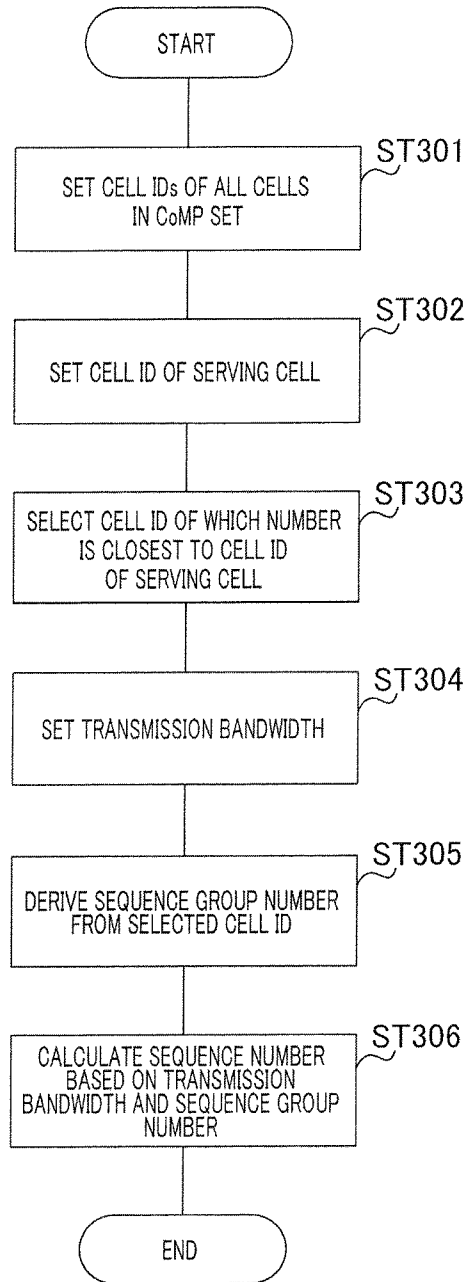 START
ST301
SET CELL IDs OF ALL CELLS
IN CoMP SET
ST302
SET CELL ID OF SERVING CELL
ST303
SELECT CELL ID OF WHICH NUMBER
IS CLOSEST TO CELL ID
OF SERVING CELL
ST304
SET TRANSMISSION BANDWIDTH
ST305
DERIVE SEQUENCE GROUP NUMBER
FROM SELECTED CELL ID
ST306
CALCULATE SEQUENCE NUMBER
BASED ON TRANSMISSION
BANDWIDTH AND SEQUENCE GROUP
NUMBER
END